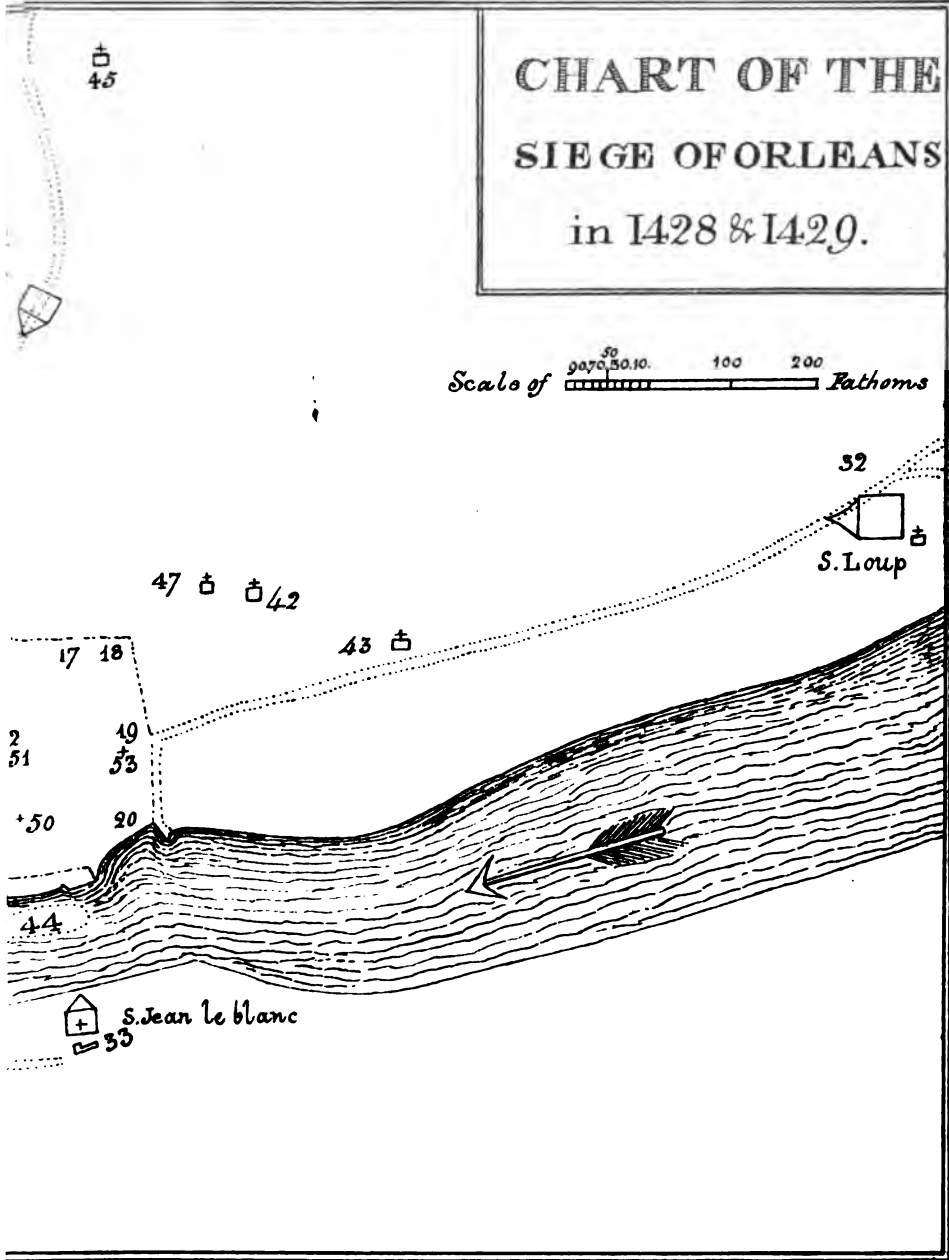 45
CHART OF THE
SIEGE OF ORLEANS
in 1428 & 1429.
50
90.70.30.10. 100 200
Scale of Fathoms
32
S. Loup
47 42
43
17 18
19
2
51 53
50 20
44
S. Jean le blanc
33